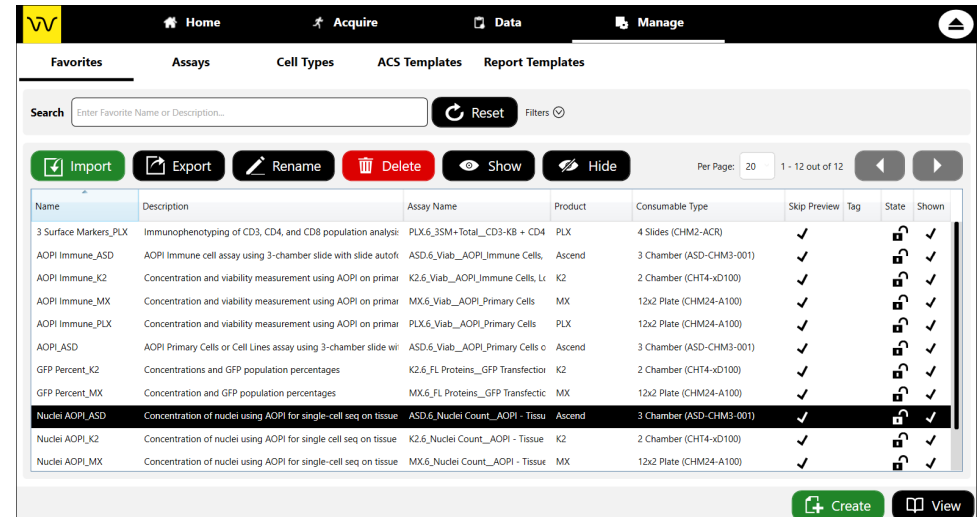 Home Acquire Data Manage
Favorites Assays Cell Types ACS Templates Report Templates
Search Enter Favorite Name or Description... Reset Filters
Import Export Rename Delete Show Hide Per Page: 20 1 - 12 out of 12
Name Description Assay Name Product Consumable Type Skip Preview Tag State Shown
3 Surface Markers_PLX Immunophenotyping of CD3, CD4, and CD8 population analysis PLX.6_3SM+Total__CD3-KB + CD4 PLX 4 Slides (CHM2-ACR)
AOPI Immune_ASD AOPI Immune cell assay using 3-chamber slide with slide autofo ASD.6_Viab__AOPI_Immune Cells, Ascend 3 Chamber (ASD-CHM3-001)
AOPI Immune_K2 Concentration and viability measurement using AOPI on primar K2.6_Viab__AOPI_Immune Cells, Lo K2 2 Chamber (CHT4-xD100)
AOPI Immune_MX Concentration and viability measurement using AOPI on primar MX.6_Viab__AOPI_Primary Cells MX 12x2 Plate (CHM24-A100)
AOPI Immune_PLX Concentration and viability measurement using AOPI on primar PLX.6_Viab__AOPI_Primary Cells PLX 12x2 Plate (CHM24-A100)
AOPI_ASD AOPI Primary Cells or Cell Lines assay using 3-chamber slide wi ASD.6_Viab__AOPI_Primary Cells o Ascend 3 Chamber (ASD-CHM3-001)
GFP Percent_K2 Concentrations and GFP population percentages K2.6_FL Proteins__GFP Transfection K2 2 Chamber (CHT4-xD100)
GFP Percent_MX Concentrations and GFP population percentages MX.6_FL Proteins__GFP Transfectic MX 12x2 Plate (CHM24-A100)
Nuclei AOPI_ASD Concentration of nuclei using AOPI for single-cell seq on tissue ASD.6_Nuclei Count__AOPI - Tissu Ascend 3 Chamber (ASD-CHM3-001)
Nuclei AOPI_K2 Concentration of nuclei using AOPI for single cell seq on tissue K2.6_Nuclei Count__AOPI - Tissue K2 2 Chamber (CHT4-xD100)
Nuclei AOPI_MX Concentration of nuclei using AOPI for single-cell seq on tissue MX.6_Nuclei Count__AOPI - Tissue MX 12x2 Plate (CHM24-A100)
Create View